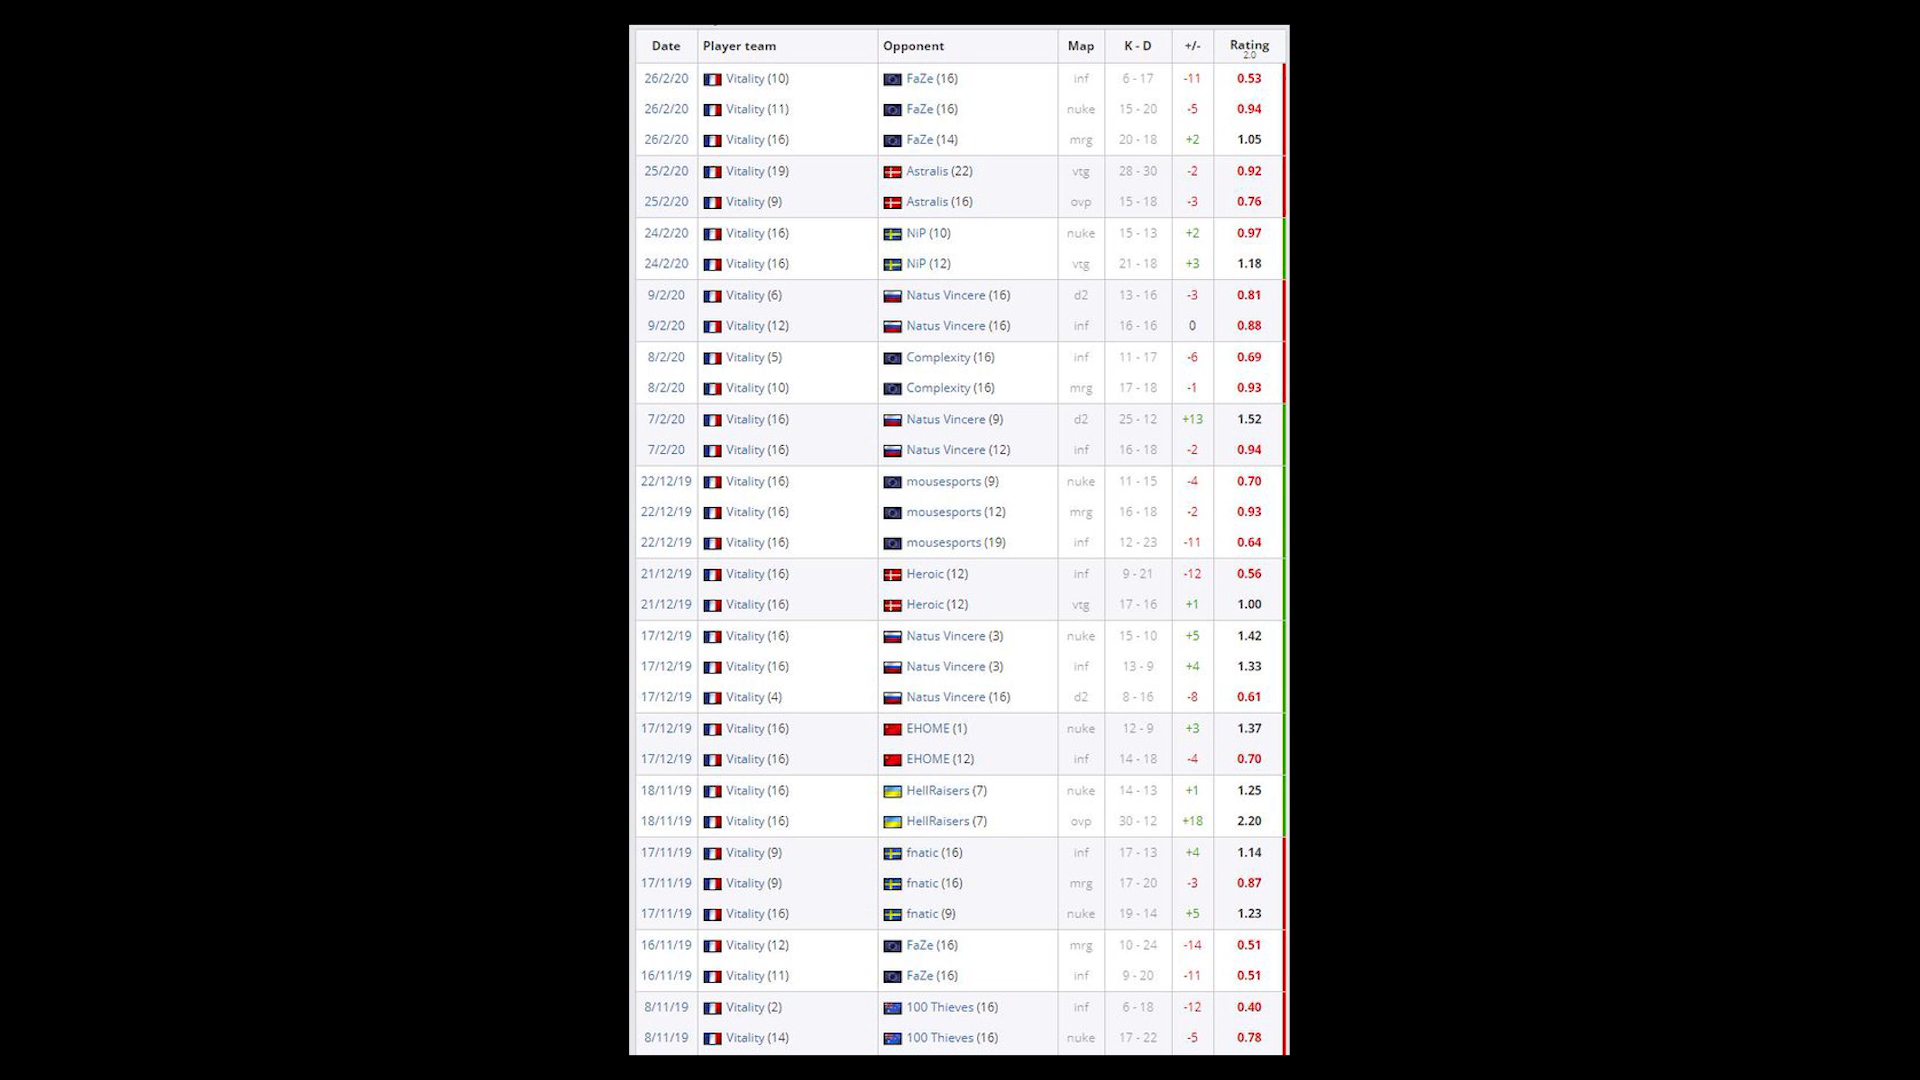 Date Player team Opponent Map K - D +/- Rating 2.0
26/2/20 Vitality (10) FaZe (16) inf 6 - 17 -11 0.53
26/2/20 Vitality (11) FaZe (16) nuke 15 - 20 -5 0.94
26/2/20 Vitality (16) FaZe (14) mrg 20 - 18 +2 1.05
25/2/20 Vitality (19) Astralis (22) vtg 28 - 30 -2 0.92
25/2/20 Vitality (9) Astralis (16) ovp 15 - 18 -3 0.76
24/2/20 Vitality (16) NiP (10) nuke 15 - 13 +2 0.97
24/2/20 Vitality (16) NiP (12) vtg 21 - 18 +3 1.18
9/2/20 Vitality (6) Natus Vincere (16) d2 13 - 16 -3 0.81
9/2/20 Vitality (12) Natus Vincere (16) inf 16 - 16 0 0.88
8/2/20 Vitality (5) Complexity (16) inf 11 - 17 -6 0.69
8/2/20 Vitality (10) Complexity (16) mrg 17 - 18 -1 0.93
7/2/20 Vitality (16) Natus Vincere (9) d2 25 - 12 +13 1.52
7/2/20 Vitality (16) Natus Vincere (12) inf 16 - 18 -2 0.94
22/12/19 Vitality (16) mousesports (9) nuke 11 - 15 -4 0.70
22/12/19 Vitality (16) mousesports (12) mrg 16 - 18 -2 0.93
22/12/19 Vitality (16) mousesports (19) inf 12 - 23 -11 0.64
21/12/19 Vitality (16) Heroic (12) inf 9 - 21 -12 0.56
21/12/19 Vitality (16) Heroic (12) vtg 17 - 16 +1 1.00
17/12/19 Vitality (16) Natus Vincere (3) nuke 15 - 10 +5 1.42
17/12/19 Vitality (16) Natus Vincere (3) inf 13 - 9 +4 1.33
17/12/19 Vitality (4) Natus Vincere (16) d2 8 - 16 -8 0.61
17/12/19 Vitality (16) EHOME (1) nuke 12 - 9 +3 1.37
17/12/19 Vitality (16) EHOME (12) inf 14 - 18 -4 0.70
18/11/19 Vitality (16) HellRaisers (7) nuke 14 - 13 +1 1.25
18/11/19 Vitality (16) HellRaisers (7) ovp 30 - 12 +18 2.20
17/11/19 Vitality (9) fnatic (16) inf 17 - 13 +4 1.14
17/11/19 Vitality (9) fnatic (16) mrg 17 - 20 -3 0.87
17/11/19 Vitality (16) fnatic (9) nuke 19 - 14 +5 1.23
16/11/19 Vitality (12) FaZe (16) mrg 10 - 24 -14 0.51
16/11/19 Vitality (11) FaZe (16) inf 9 - 20 -11 0.51
8/11/19 Vitality (2) 100 Thieves (16) inf 6 - 18 -12 0.40
8/11/19 Vitality (14) 100 Thieves (16) nuke 17 - 22 -5 0.78